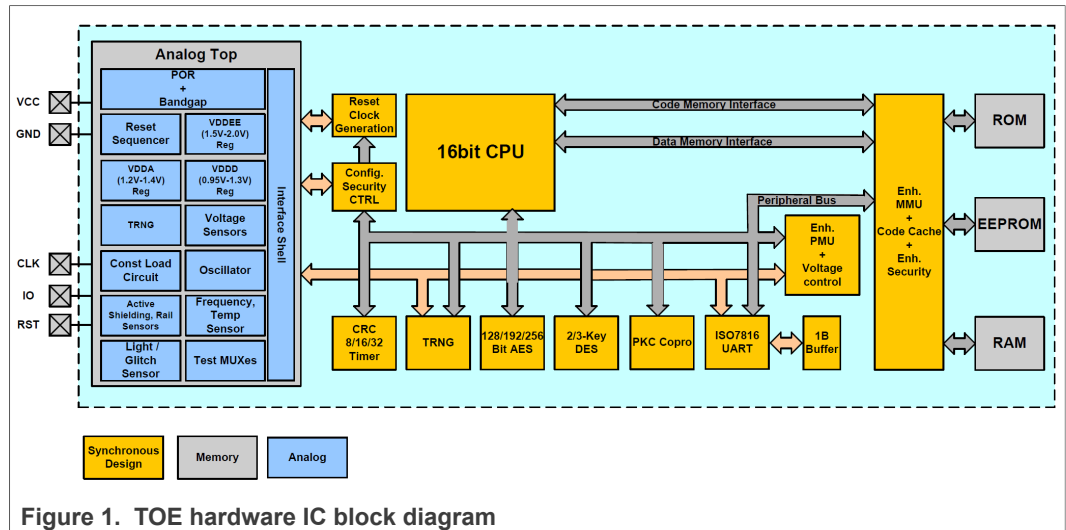 Analog Top
POR
+
Bandgap
Reset
Sequencer
VDDEE
(1.5V-2.0V)
Reg
VDDA
(1.2V-1.4V)
Reg
VDDD
(0.95V-1.3V)
Reg
TRNG
Voltage
Sensors
Const Load
Circuit
Oscillator
Active
Shielding, Rail
Sensors
Frequency,
Temp
Sensor
Light /
Glitch
Sensor
Test MUXes
Interface Shell
VCC
GND
CLK
IO
RST
Reset
Clock
Generation
Config.
Security
CTRL
16bit CPU
Code Memory Interface
Data Memory Interface
Peripheral Bus
Enh.
PMU
+
Voltage
control
Enh.
MMU
+
Code Cache
+
Enh.
Security
ROM
EEPROM
RAM
CRC
8/16/32
Timer
TRNG
128/192/256
Bit AES
2/3-Key
DES
PKC Copro
ISO7816
UART
1B
Buffer
Synchronous
Design
Memory
Analog
Figure 1. TOE hardware IC block diagram